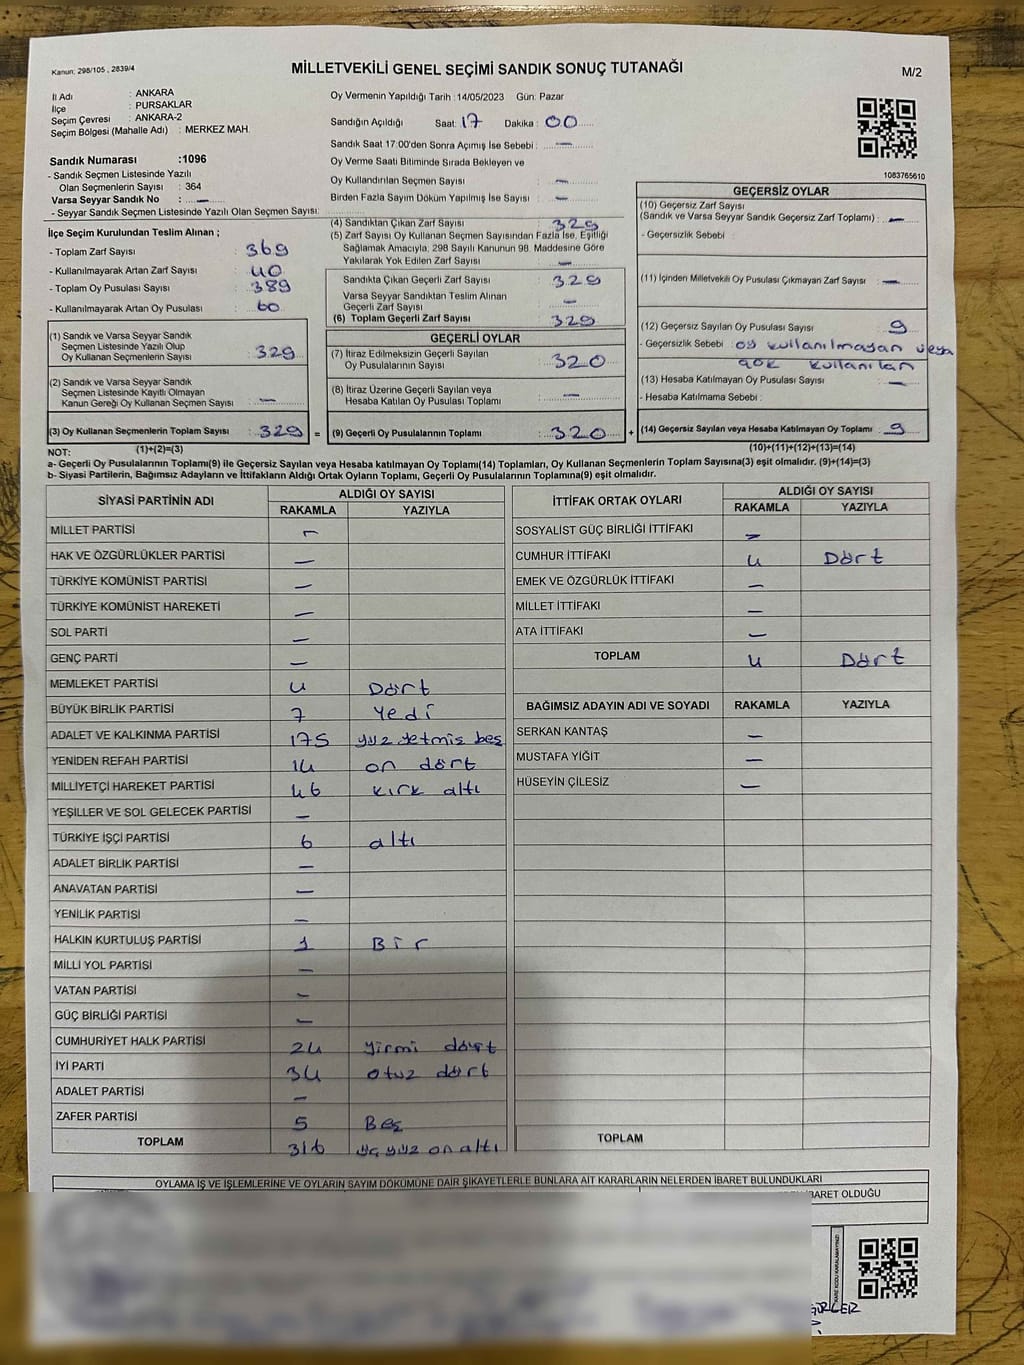 Kanun: 298/105 , 2839/4
MİLLETVEKİLİ GENEL SEÇİMİ SANDIK SONUÇ TUTANAĞI
M/2
İl Adı : ANKARA
İlçe : PURSAKLAR
Seçim Çevresi : ANKARA-2
Seçim Bölgesi (Mahalle Adı) : MERKEZ MAH.
Sandık Numarası :1096
- Sandık Seçmen Listesinde Yazılı
Olan Seçmenlerin Sayısı : 364
Varsa Seyyar Sandık No : —
- Seyyar Sandık Seçmen Listesinde Yazılı Olan Seçmen Sayısı:
Oy Vermenin Yapıldığı Tarih :14/05/2023 Gün: Pazar
Sandığın Açıldığı Saat: 17 Dakika : 00
Sandık Saat 17:00'den Sonra Açılmış İse Sebebi : —
Oy Verme Saati Bitiminde Sırada Bekleyen ve
Oy Kullandırılan Seçmen Sayısı : —
Birden Fazla Sayım Döküm Yapılmış İse Sayısı : —
1083765610
İlçe Seçim Kurulundan Teslim Alınan ;
- Toplam Zarf Sayısı : 369
- Kullanılmayarak Artan Zarf Sayısı : 40
- Toplam Oy Pusulası Sayısı : 389
- Kullanılmayarak Artan Oy Pusulası : 60
(1) Sandık ve Varsa Seyyar Sandık
Seçmen Listesinde Yazılı Olup
Oy Kullanan Seçmenlerin Sayısı : 329
(2) Sandık ve Varsa Seyyar Sandık
Seçmen Listesinde Kayıtlı Olmayan
Kanun Gereği Oy Kullanan Seçmen Sayısı : —
(3) Oy Kullanan Seçmenlerin Toplam Sayısı : 329 =
(4) Sandıktan Çıkan Zarf Sayısı : 329
(5) Zarf Sayısı Oy Kullanan Seçmen Sayısından Fazla İse, Eşitliği
Sağlamak Amacıyla, 298 Sayılı Kanunun 98. Maddesine Göre
Yakılarak Yok Edilen Zarf Sayısı : —
Sandıkta Çıkan Geçerli Zarf Sayısı : 329
Varsa Seyyar Sandıktan Teslim Alınan
Geçerli Zarf Sayısı : —
(6) Toplam Geçerli Zarf Sayısı : 329
GEÇERLİ OYLAR
(7) İtiraz Edilmeksizin Geçerli Sayılan
Oy Pusulalarının Sayısı : 320
(8) İtiraz Üzerine Geçerli Sayılan veya
Hesaba Katılan Oy Pusulası Toplamı : —
(9) Geçerli Oy Pusulalarının Toplamı : 320 +
GEÇERSİZ OYLAR
(10) Geçersiz Zarf Sayısı
(Sandık ve Varsa Seyyar Sandık Geçersiz Zarf Toplamı) : —
- Geçersizlik Sebebi :
(11) İçinden Milletvekili Oy Pusulası Çıkmayan Zarf Sayısı : —
(12) Geçersiz Sayılan Oy Pusulası Sayısı : 9
- Geçersizlik Sebebi : oy kullanılmayan veya
çok kullanılan
(13) Hesaba Katılmayan Oy Pusulası Sayısı : —
- Hesaba Katılmama Sebebi :
(14) Geçersiz Sayılan veya Hesaba Katılmayan Oy Toplamı : 9
NOT: (1)+(2)=(3) (10)+(11)+(12)+(13)=(14)
a- Geçerli Oy Pusulalarının Toplamı(9) ile Geçersiz Sayılan veya Hesaba katılmayan Oy Toplamı(14) Toplamları, Oy Kullanan Seçmenlerin Toplam Sayısına(3) eşit olmalıdır. (9)+(14)=(3)
b- Siyasi Partilerin, Bağımsız Adayların ve İttifakların Aldığı Ortak Oyların Toplamı, Geçerli Oy Pusulalarının Toplamına(9) eşit olmalıdır.
SİYASİ PARTİNİN ADI ALDIĞI OY SAYISI
RAKAMLA YAZIYLA
MİLLET PARTİSİ —
HAK VE ÖZGÜRLÜKLER PARTİSİ —
TÜRKİYE KOMÜNİST PARTİSİ —
TÜRKİYE KOMÜNİST HAREKETİ —
SOL PARTİ —
GENÇ PARTİ —
MEMLEKET PARTİSİ 4 Dört
BÜYÜK BİRLİK PARTİSİ 7 Yedi
ADALET VE KALKINMA PARTİSİ 175 yüz yetmiş beş
YENİDEN REFAH PARTİSİ 14 on dört
MİLLİYETÇİ HAREKET PARTİSİ 46 kırk altı
YEŞİLLER VE SOL GELECEK PARTİSİ —
TÜRKİYE İŞÇİ PARTİSİ 6 altı
ADALET BİRLİK PARTİSİ —
ANAVATAN PARTİSİ —
YENİLİK PARTİSİ —
HALKIN KURTULUŞ PARTİSİ 1 Bir
MİLLİ YOL PARTİSİ —
VATAN PARTİSİ —
GÜÇ BİRLİĞİ PARTİSİ —
CUMHURİYET HALK PARTİSİ 24 yirmi dört
İYİ PARTİ 34 otuz dört
ADALET PARTİSİ —
ZAFER PARTİSİ 5 Beş
TOPLAM 316 üç yüz on altı
İTTİFAK ORTAK OYLARI ALDIĞI OY SAYISI
RAKAMLA YAZIYLA
SOSYALİST GÜÇ BİRLİĞİ İTTİFAKI —
CUMHUR İTTİFAKI 4 Dört
EMEK VE ÖZGÜRLÜK İTTİFAKI —
MİLLET İTTİFAKI —
ATA İTTİFAKI —
TOPLAM 4 Dört
BAĞIMSIZ ADAYIN ADI VE SOYADI RAKAMLA YAZIYLA
SERKAN KANTAŞ —
MUSTAFA YİĞİT —
HÜSEYİN ÇİLESİZ —
TOPLAM
OYLAMA İŞ VE İŞLEMLERİNE VE OYLARIN SAYIM DÖKÜMÜNE DAİR ŞİKAYETLERLE BUNLARA AİT KARARLARIN NELERDEN İBARET BULUNDUKLARI
İBARET OLDUĞU
KARE KODU KARALAMAYINIZ!